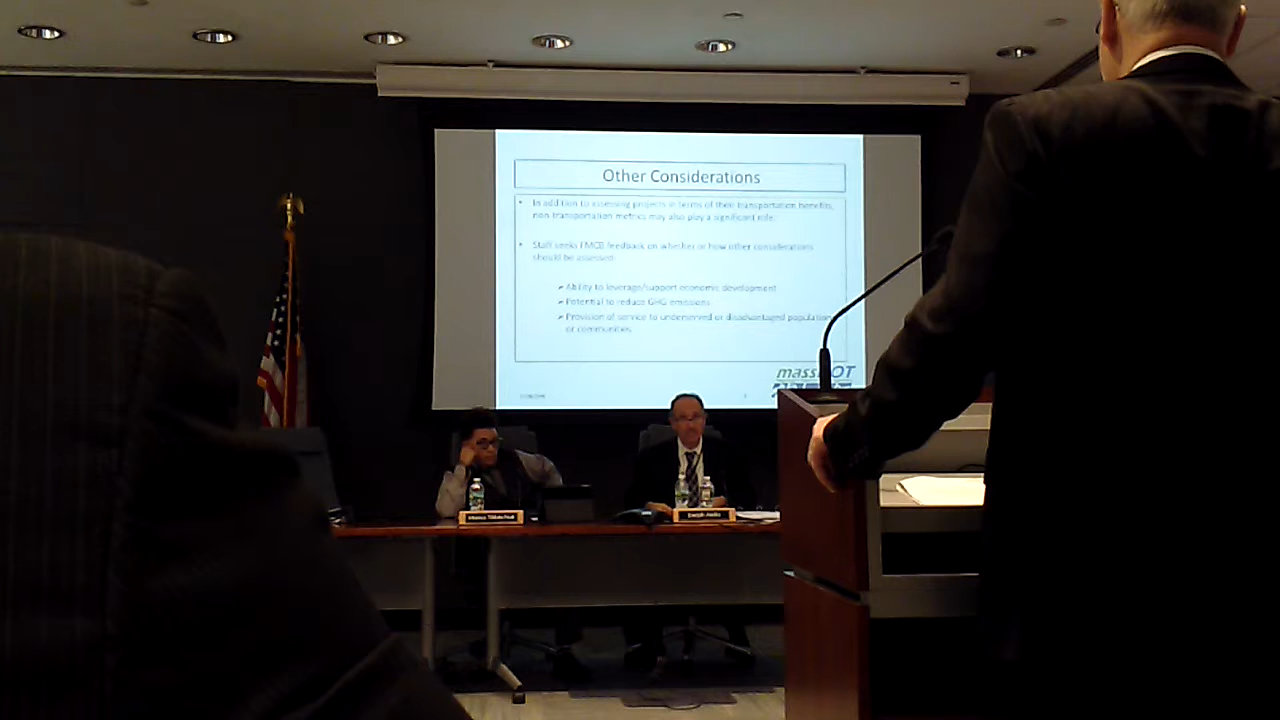 Other Considerations
• In addition to assessing projects in terms of their transportation benefits,
non-transportation metrics may also play a significant role.
• Staff seeks FMCB feedback on whether or how other considerations
should be assessed:
➢ Ability to leverage/support economic development
➢ Potential to reduce GHG emissions
➢ Provision of service to underserved or disadvantaged populations
or communities.
mass OT